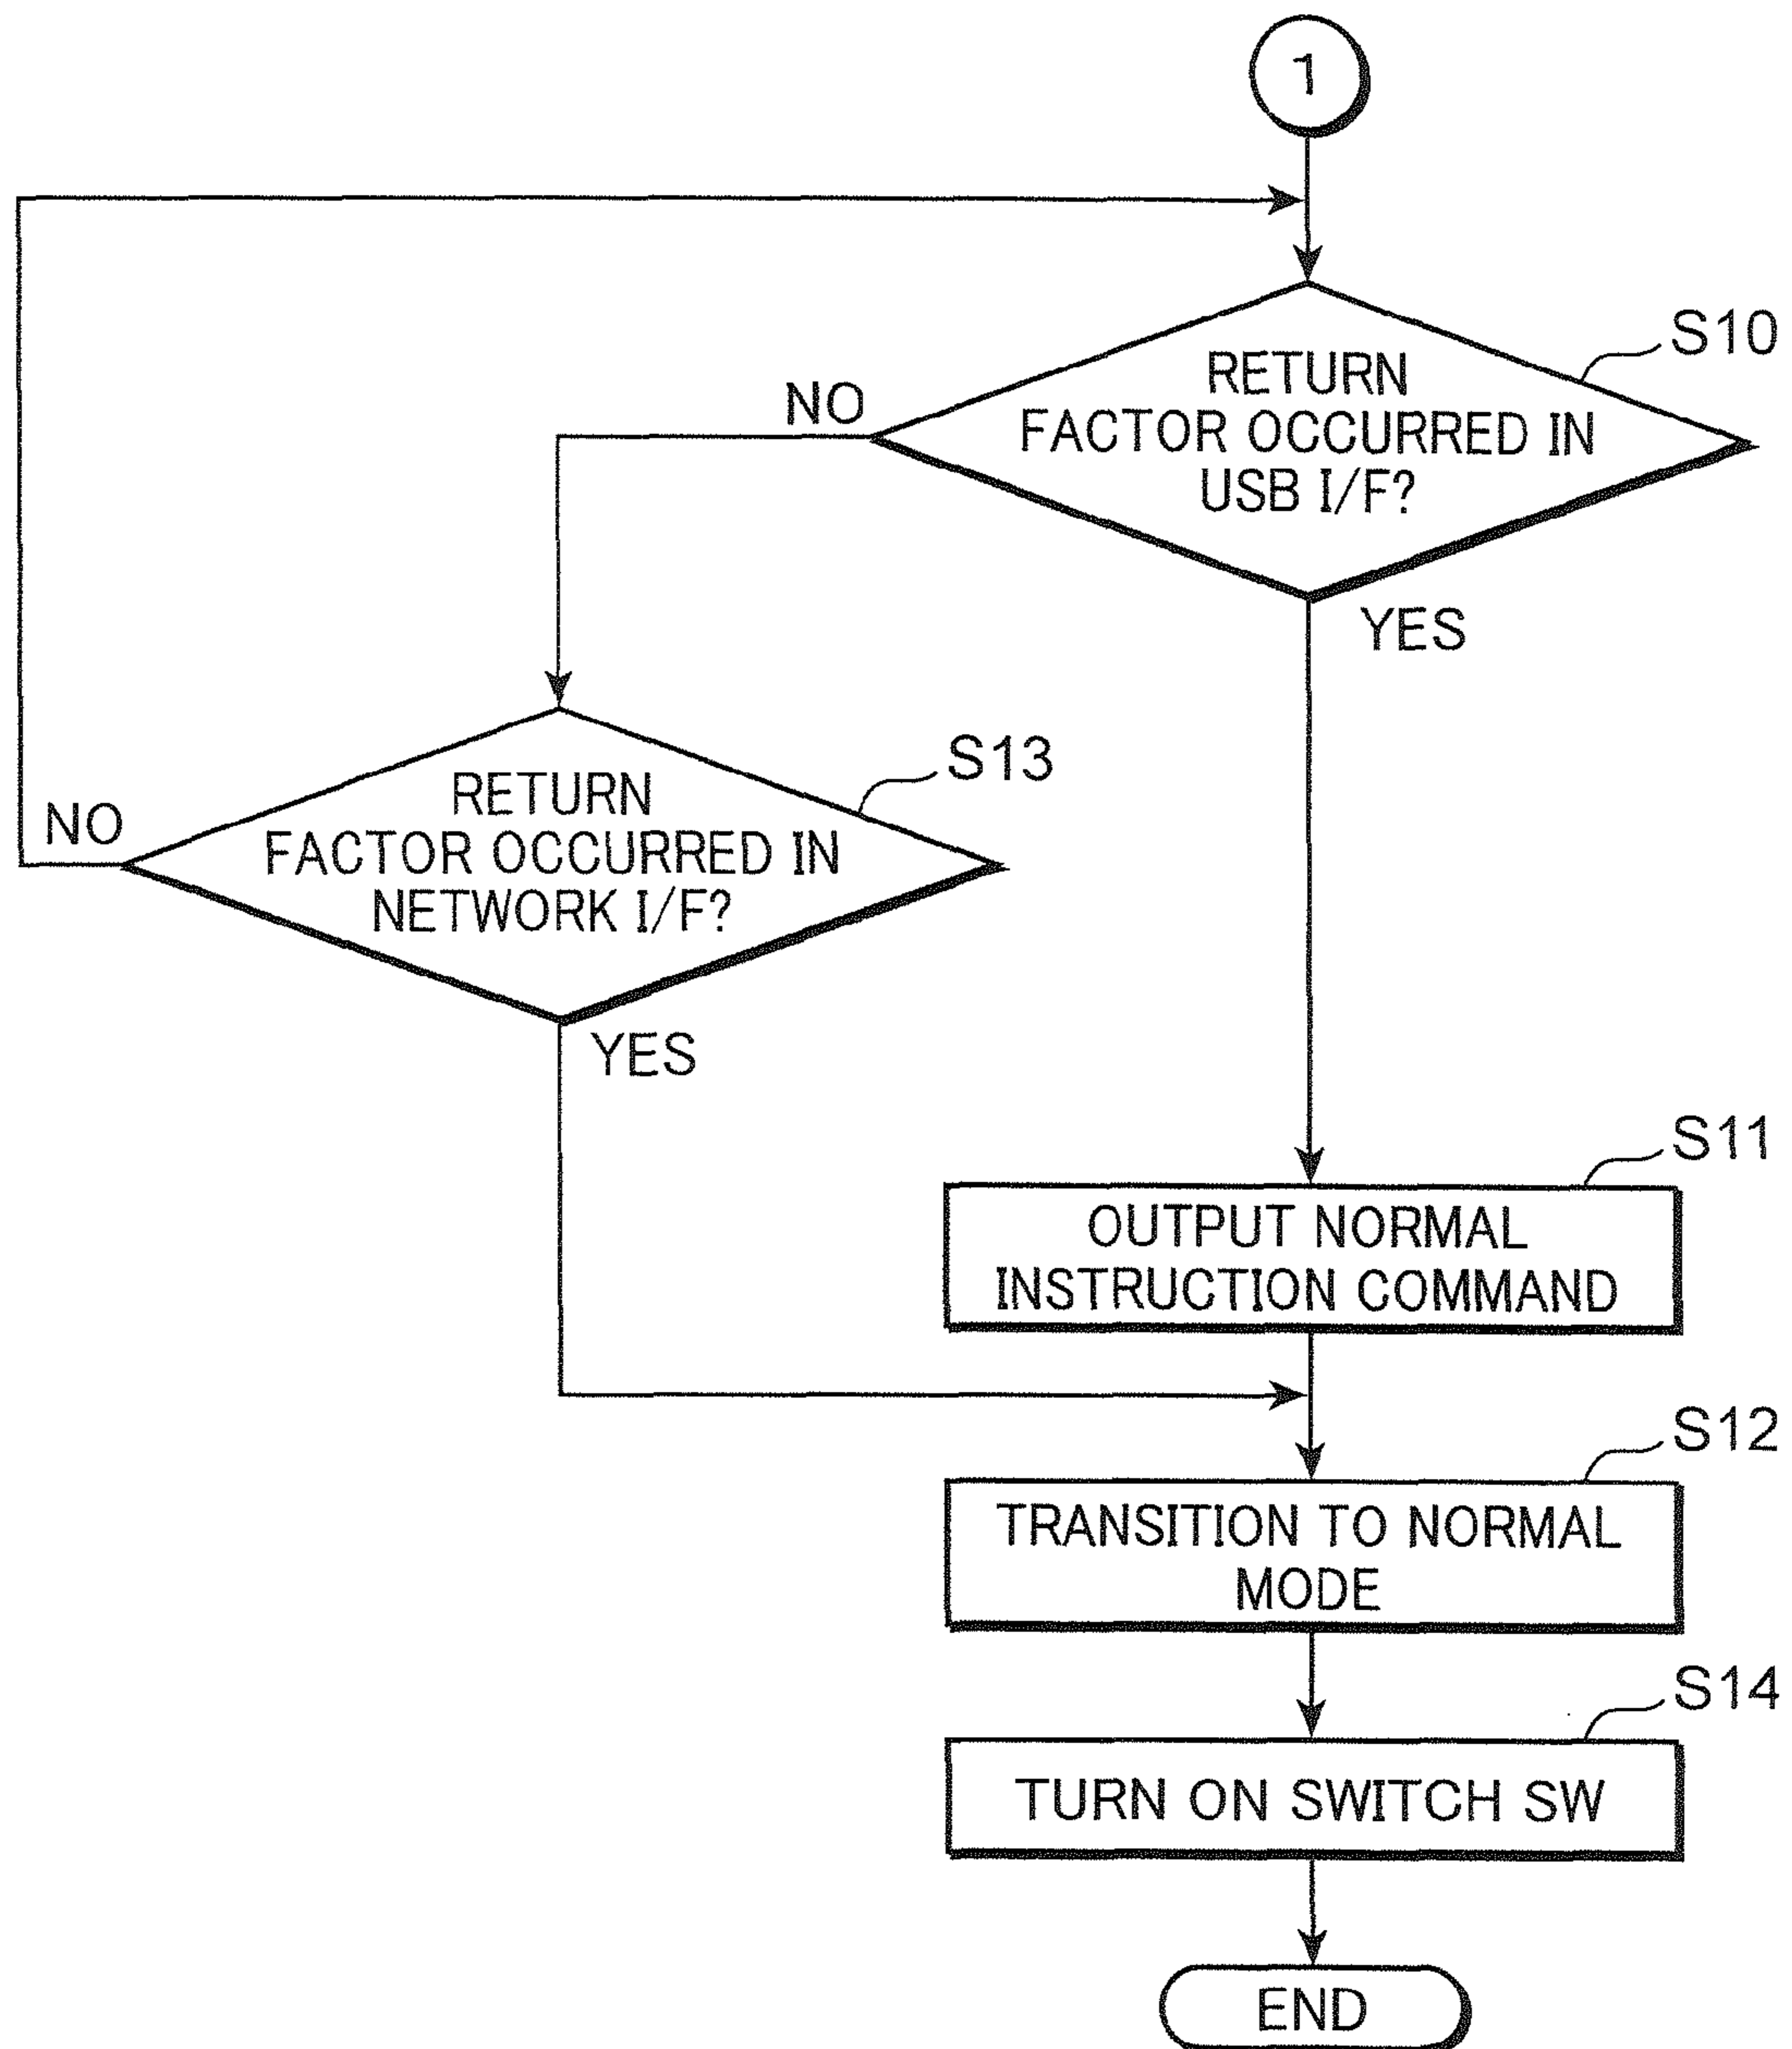 1
S10
RETURN
FACTOR OCCURRED IN
USB I/F?
NO
YES
S13
RETURN
FACTOR OCCURRED IN
NETWORK I/F?
NO
YES
S11
OUTPUT NORMAL
INSTRUCTION COMMAND
S12
TRANSITION TO NORMAL
MODE
S14
TURN ON SWITCH SW
END